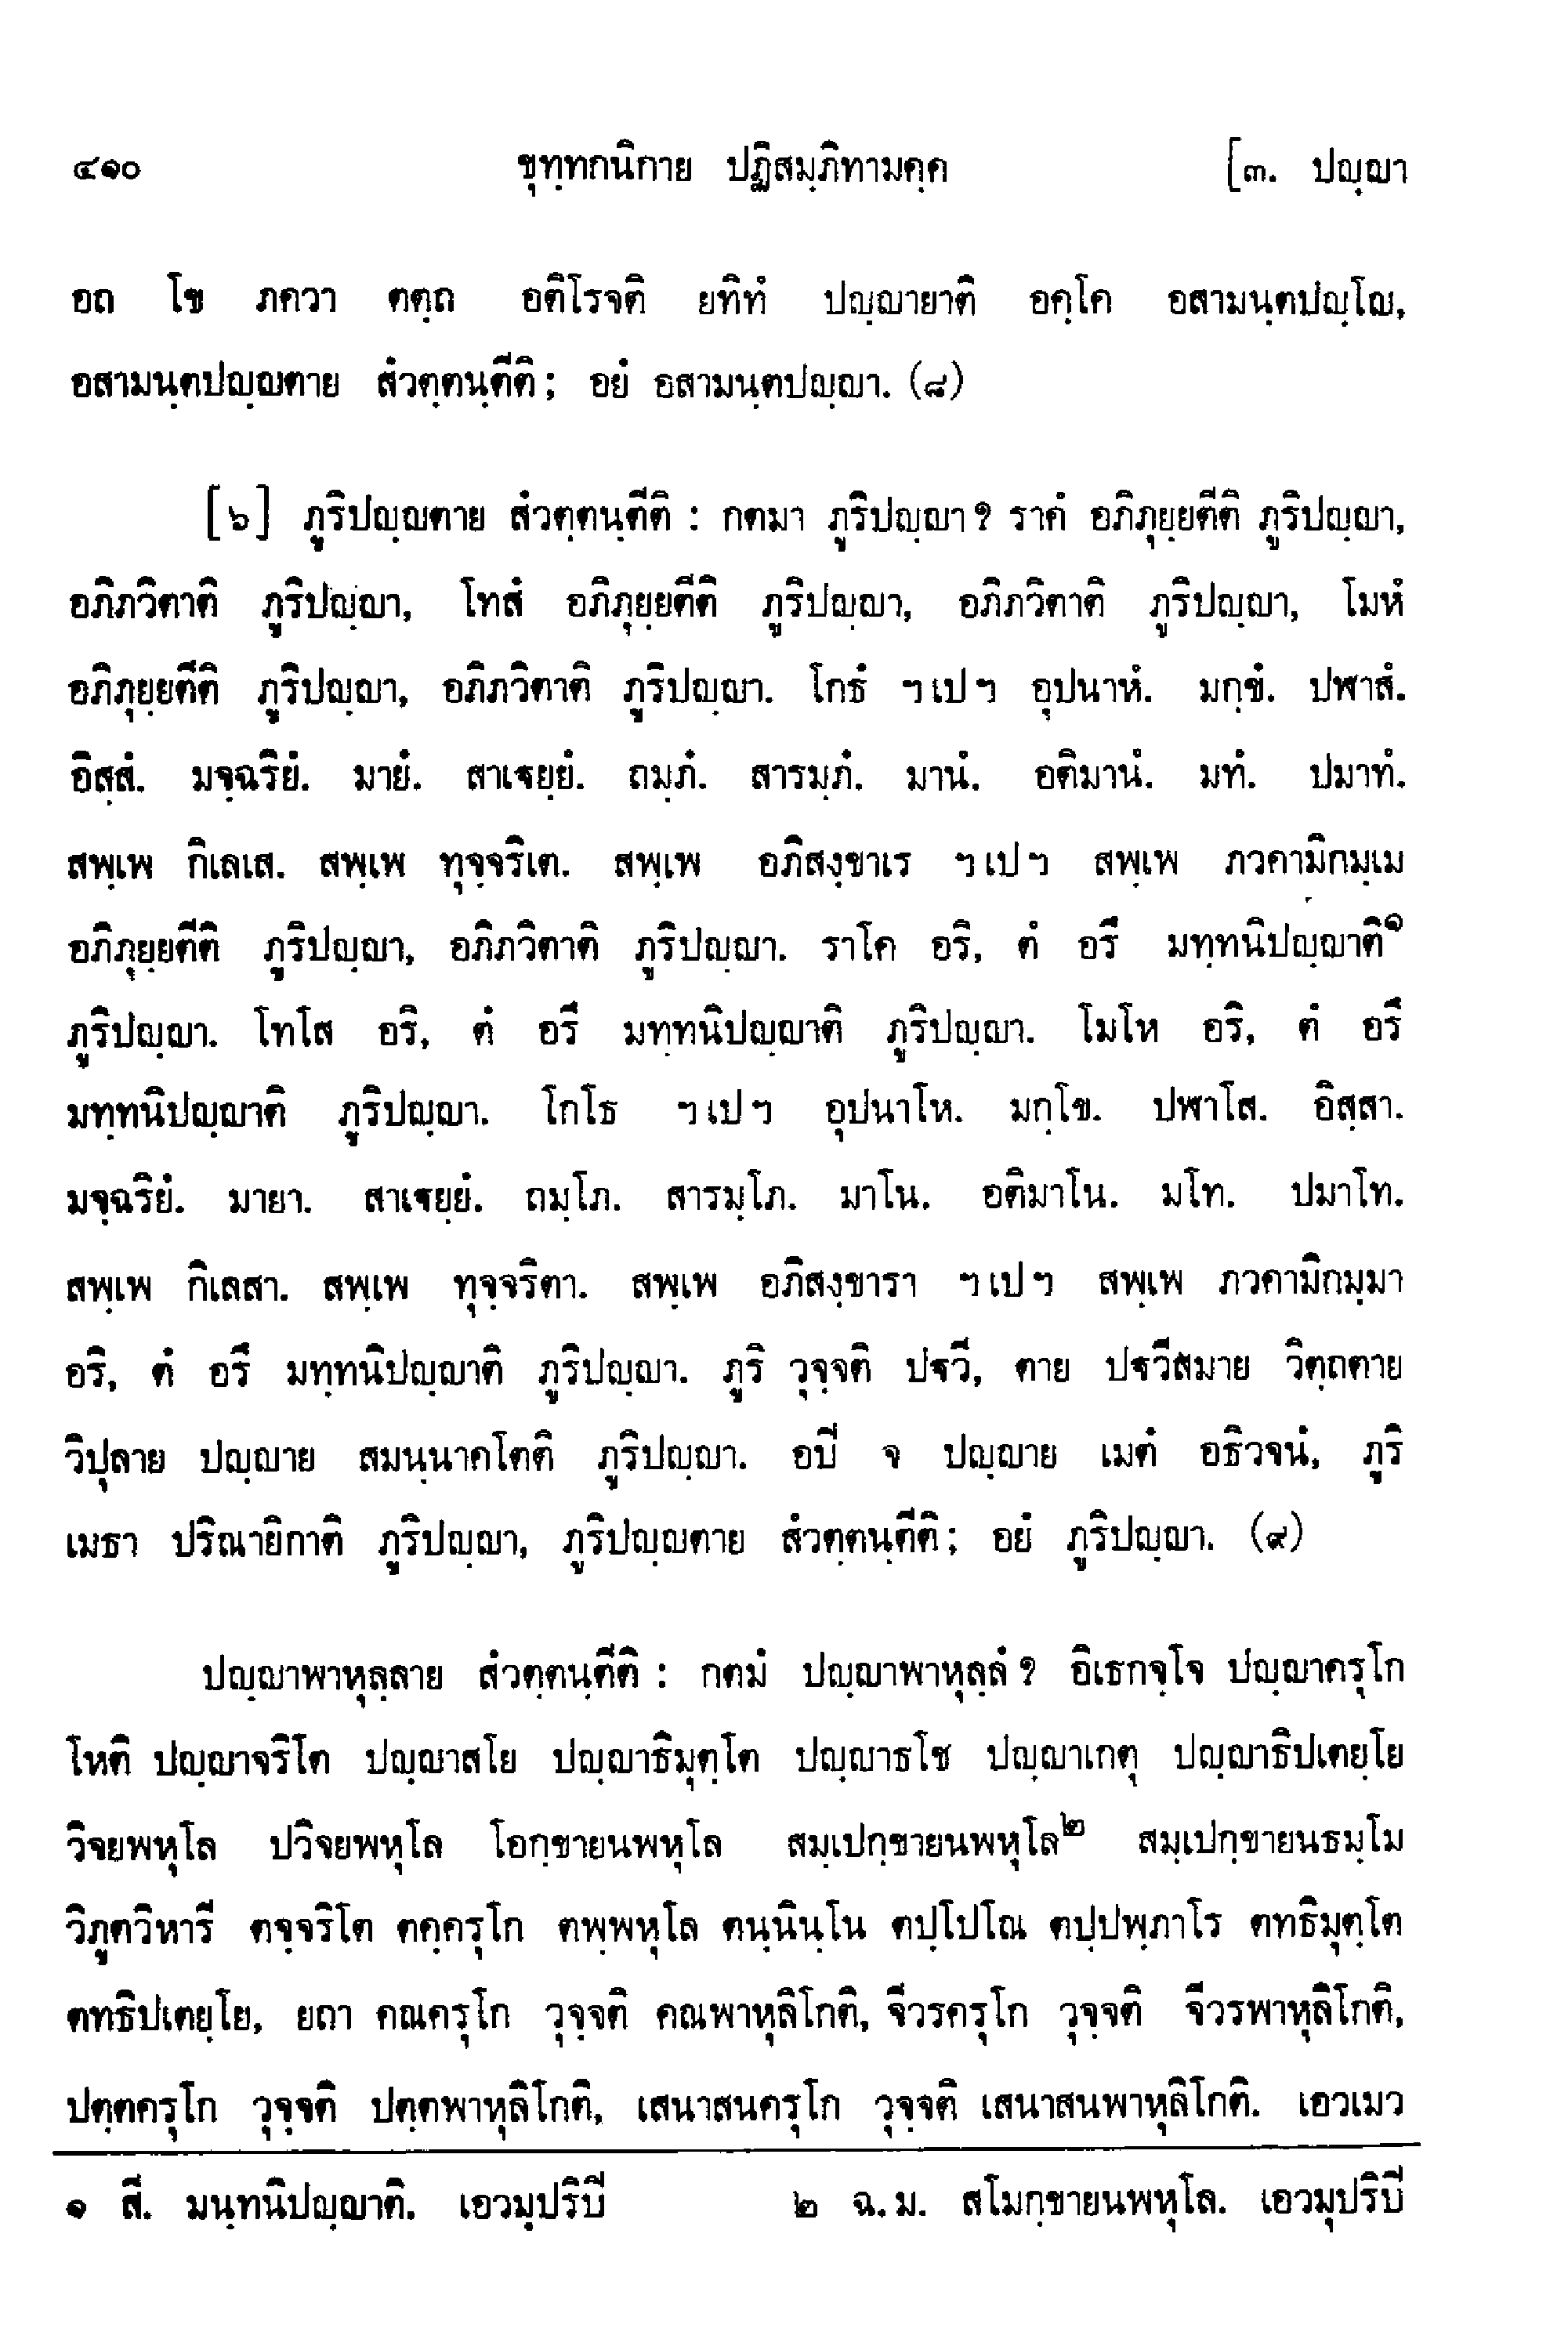 ๔๑๐ ขุทฺทกนิกาย ปฏิสมฺภิทามคฺค [๓. ปญฺญา
อถ โข ภควา ตตฺถ อติโรจติ ยทิทํ ปญฺญายาติ อคฺโค อสามนฺตปญฺโญ,
อสามนฺตปญฺญตาย สํวตฺตนฺตีติ; อยํ อสามนฺตปญฺญา. (๘)
[๖] ภูริปญฺญตาย สํวตฺตนฺตีติ : กตมา ภูริปญฺญา ? ราคํ อภิภุยฺยตีติ ภูริปญฺญา,
อภิภวิตาติ ภูริปญฺญา, โทสํ อภิภุยฺยตีติ ภูริปญฺญา, อภิภวิตาติ ภูริปญฺญา, โมหํ
อภิภุยฺยตีติ ภูริปญฺญา, อภิภวิตาติ ภูริปญฺญา. โกธํ ฯเปฯ อุปนาหํ. มกฺขํ. ปฬาสํ.
อิสฺสํ. มจฺฉริยํ. มายํ. สาเฐยฺยํ. ถมฺภํ. สารมฺภํ. มานํ. อติมานํ. มทํ. ปมาทํ.
สพฺเพ กิเลเส. สพฺเพ ทุจฺจริเต. สพฺเพ อภิสงฺขาเร ฯเปฯ สพฺเพ ภวคามิกมฺเม
อภิภุยฺยตีติ ภูริปญฺญา, อภิภวิตาติ ภูริปญฺญา. ราโค อริ, ตํ อรึ มทฺทนิปญฺญาติ๑
ภูริปญฺญา. โทโส อริ, ตํ อรึ มทฺทนิปญฺญาติ ภูริปญฺญา. โมโห อริ, ตํ อรึ
มทฺทนิปญฺญาติ ภูริปญฺญา. โกโธ ฯเปฯ อุปนาโห. มกฺโข. ปฬาโส. อิสฺสา.
มจฺฉริยํ. มายา. สาเฐยฺยํ. ถมฺโภ. สารมฺโภ. มาโน. อติมาโน. มโท. ปมาโท.
สพฺเพ กิเลสา. สพฺเพ ทุจฺจริตา. สพฺเพ อภิสงฺขารา ฯเปฯ สพฺเพ ภวคามิกมฺมา
อริ, ตํ อรึ มทฺทนิปญฺญาติ ภูริปญฺญา. ภูริ วุจฺจติ ปฐวี, ตาย ปฐวีสมาย วิตฺถตาย
วิปุลาย ปญฺญาย สมนฺนาคโตติ ภูริปญฺญา. อปิ จ ปญฺญาย เมตํ อธิวจนํ, ภูริ
เมธา ปริณายิกาติ ภูริปญฺญา, ภูริปญฺญตาย สํวตฺตนฺตีติ; อยํ ภูริปญฺญา. (๙)
ปญฺญาพาหุลฺลาย สํวตฺตนฺตีติ : กตมํ ปญฺญาพาหุลฺลํ ? อิเธกจฺโจ ปญฺญาครุโก
โหติ ปญฺญาจริโต ปญฺญาสโย ปญฺญาธิมุตฺโต ปญฺญาธโช ปญฺญาเกตุ ปญฺญาธิปเตยฺโย
วิจยพหุโล ปวิจยพหุโล โอกฺขายนพหุโล สมฺเปกฺขายนพหุโล๒ สมฺเปกฺขายนธมฺโม
วิภูตวิหารี ตจฺจริโต ตคฺครุโก ตพฺพหุโล ตนฺนินฺโน ตปฺโปโณ ตปฺปพฺภาโร ตทธิมุตฺโต
ตทธิปเตยฺโย, ยถา คณครุโก วุจฺจติ คณพาหุลิโกติ, จีวรครุโก วุจฺจติ จีวรพาหุลิโกติ,
ปตฺตครุโก วุจฺจติ ปตฺตพาหุลิโกติ, เสนาสนครุโก วุจฺจติ เสนาสนพาหุลิโกติ. เอวเมว
๑ สี. มนฺทนิปญฺญาติ. เอวมุปริปิ ๒ ฉ.ม. สโมกฺขายนพหุโล. เอวมุปริปิ